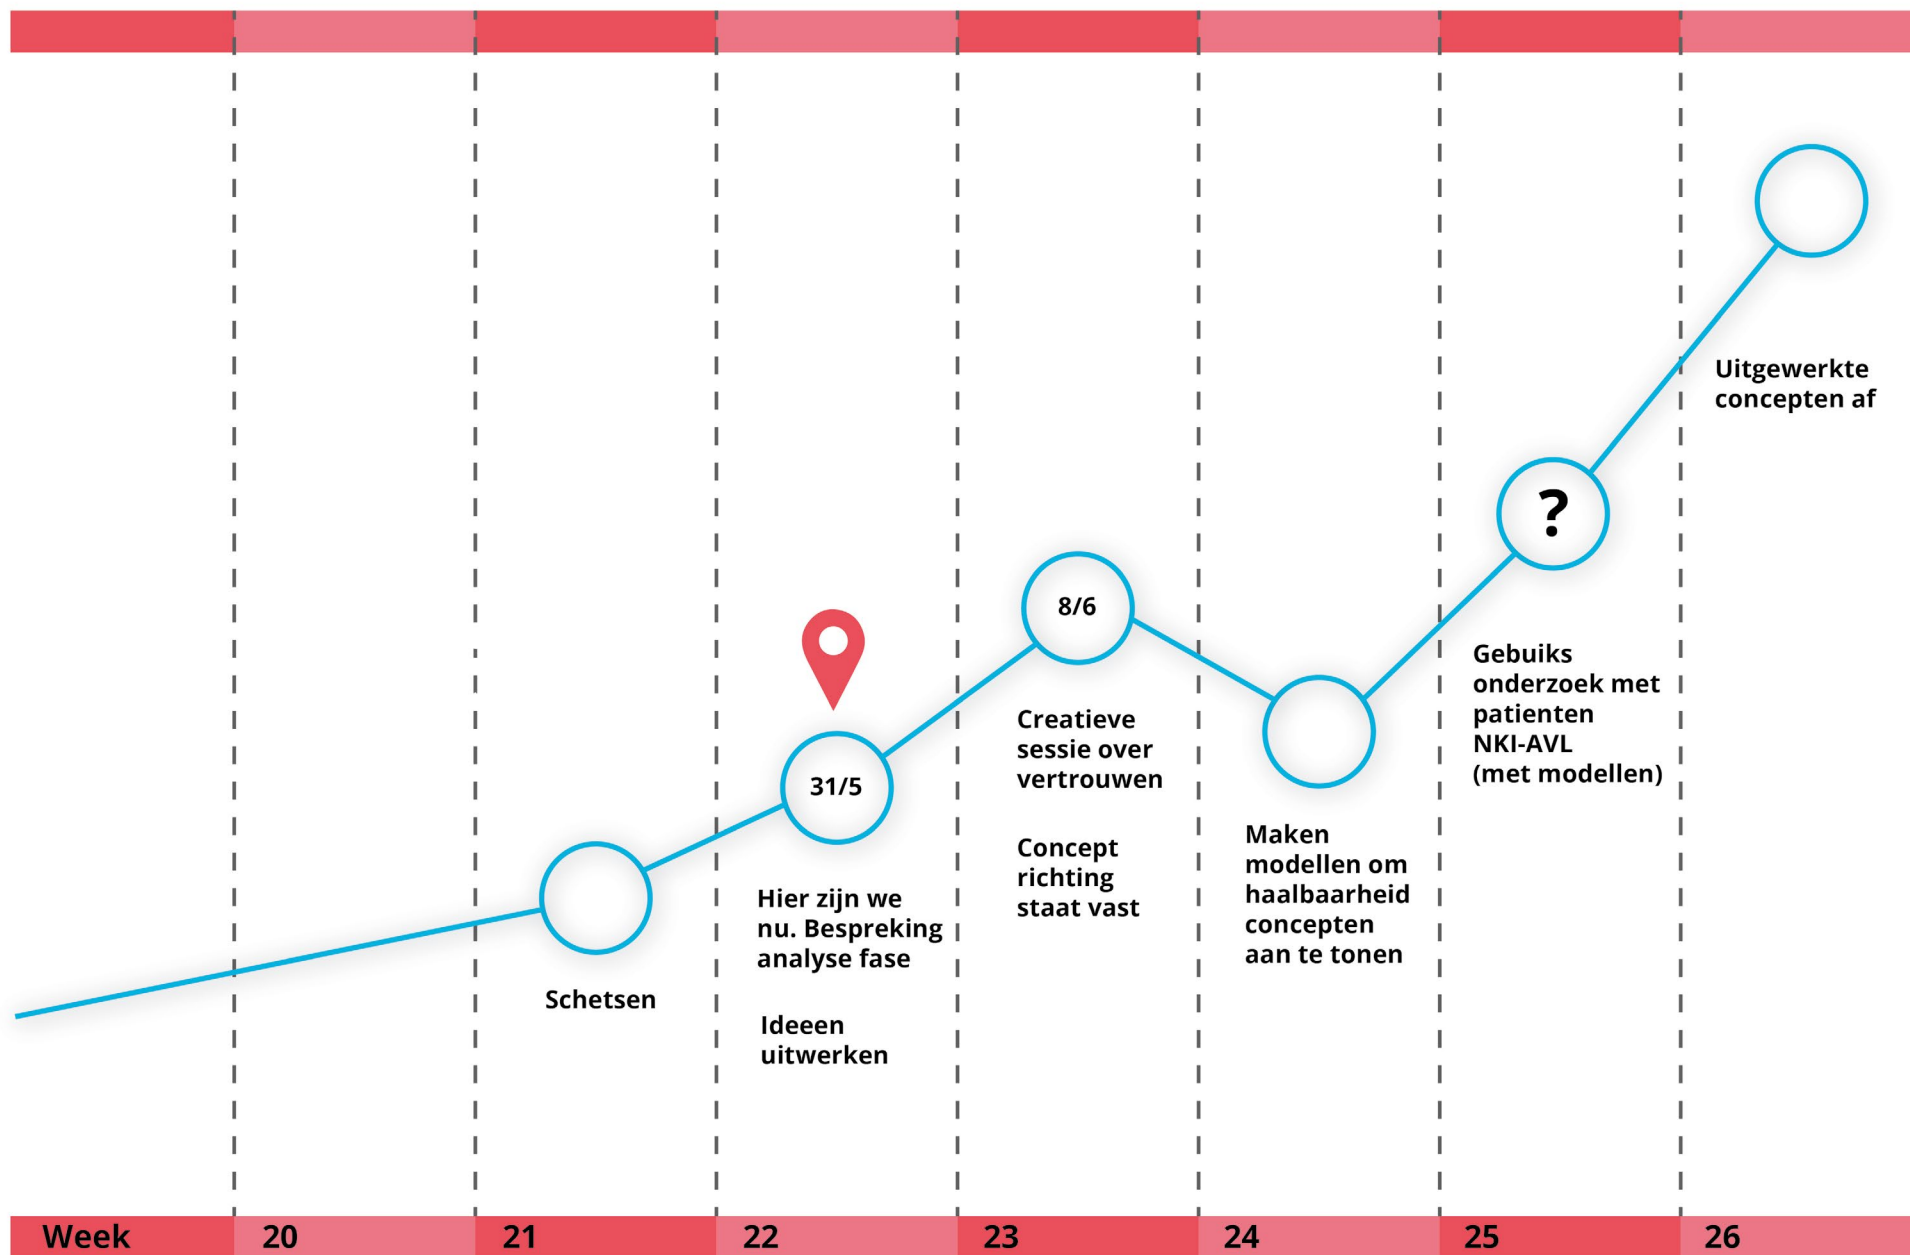 Schetsen
31/5
Hier zijn we
nu. Bespreking
analyse fase
Ideeen
uitwerken
8/6
Creatieve
sessie over
vertrouwen
Concept
richting
staat vast
Maken
modellen om
haalbaarheid
concepten
aan te tonen
?
Gebuiks
onderzoek met
patienten
NKI-AVL
(met modellen)
Uitgewerkte
concepten af
Week 20 21 22 23 24 25 26